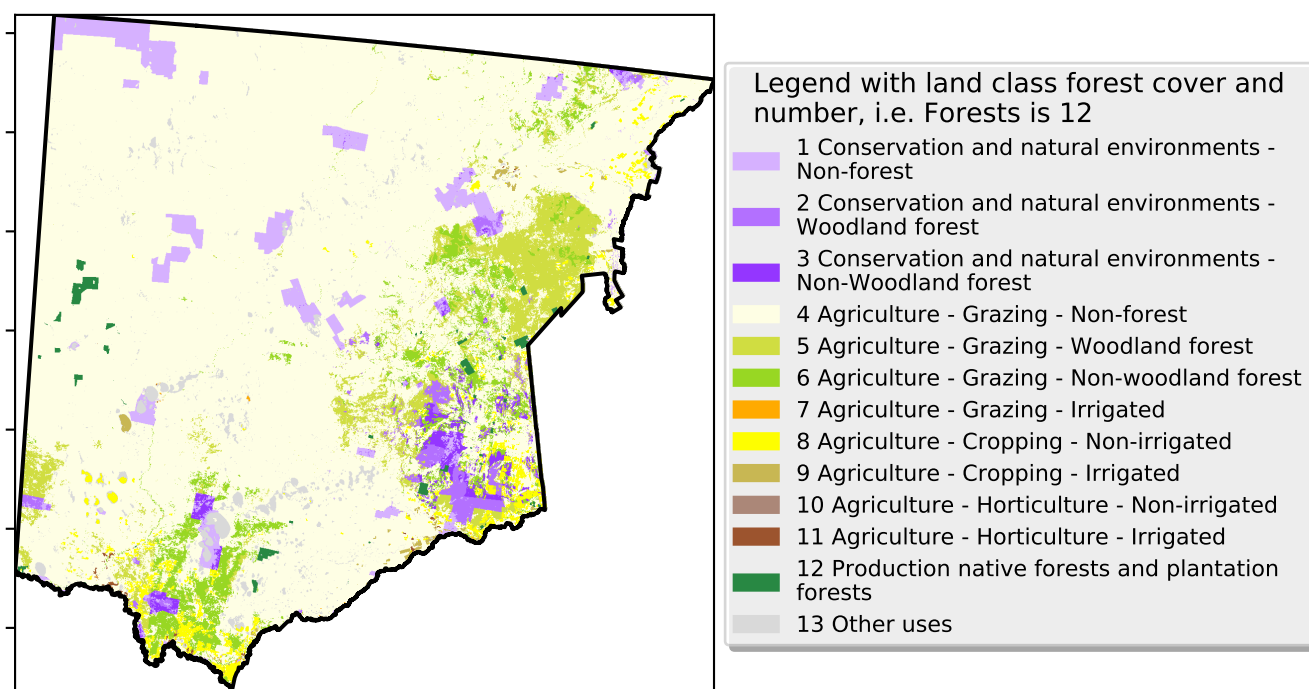 Legend with land class forest cover and
number, i.e. Forests is 12
1 Conservation and natural environments -
Non-forest
2 Conservation and natural environments -
Woodland forest
3 Conservation and natural environments -
Non-Woodland forest
4 Agriculture - Grazing - Non-forest
5 Agriculture - Grazing - Woodland forest
6 Agriculture - Grazing - Non-woodland forest
7 Agriculture - Grazing - Irrigated
8 Agriculture - Cropping - Non-irrigated
9 Agriculture - Cropping - Irrigated
10 Agriculture - Horticulture - Non-irrigated
11 Agriculture - Horticulture - Irrigated
12 Production native forests and plantation
forests
13 Other uses